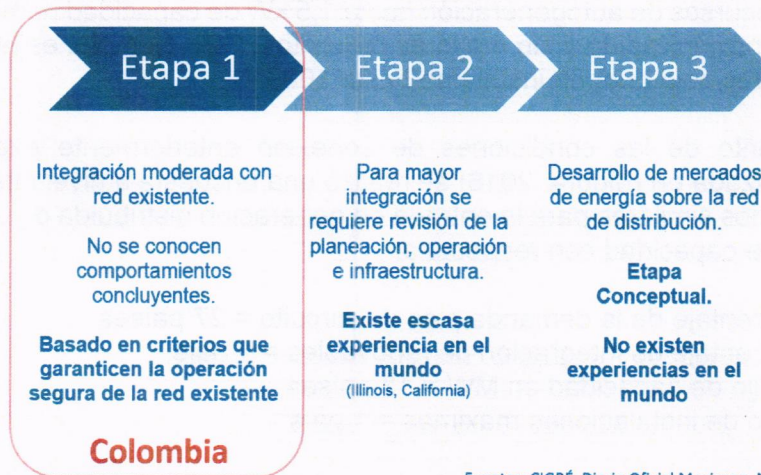 Etapa 1
Etapa 2
Etapa 3
Integración moderada con
red existente.
No se conocen
comportamientos
concluyentes.
Basado en criterios que
garanticen la operación
segura de la red existente
Colombia
Para mayor
integración se
requiere revisión de la
planeación, operación
e infraestructura.
Existe escasa
experiencia en el
mundo
(Illinois, California)
Desarrollo de mercados
de energía sobre la red
de distribución.
Etapa
Conceptual.
No existen
experiencias en el
mundo